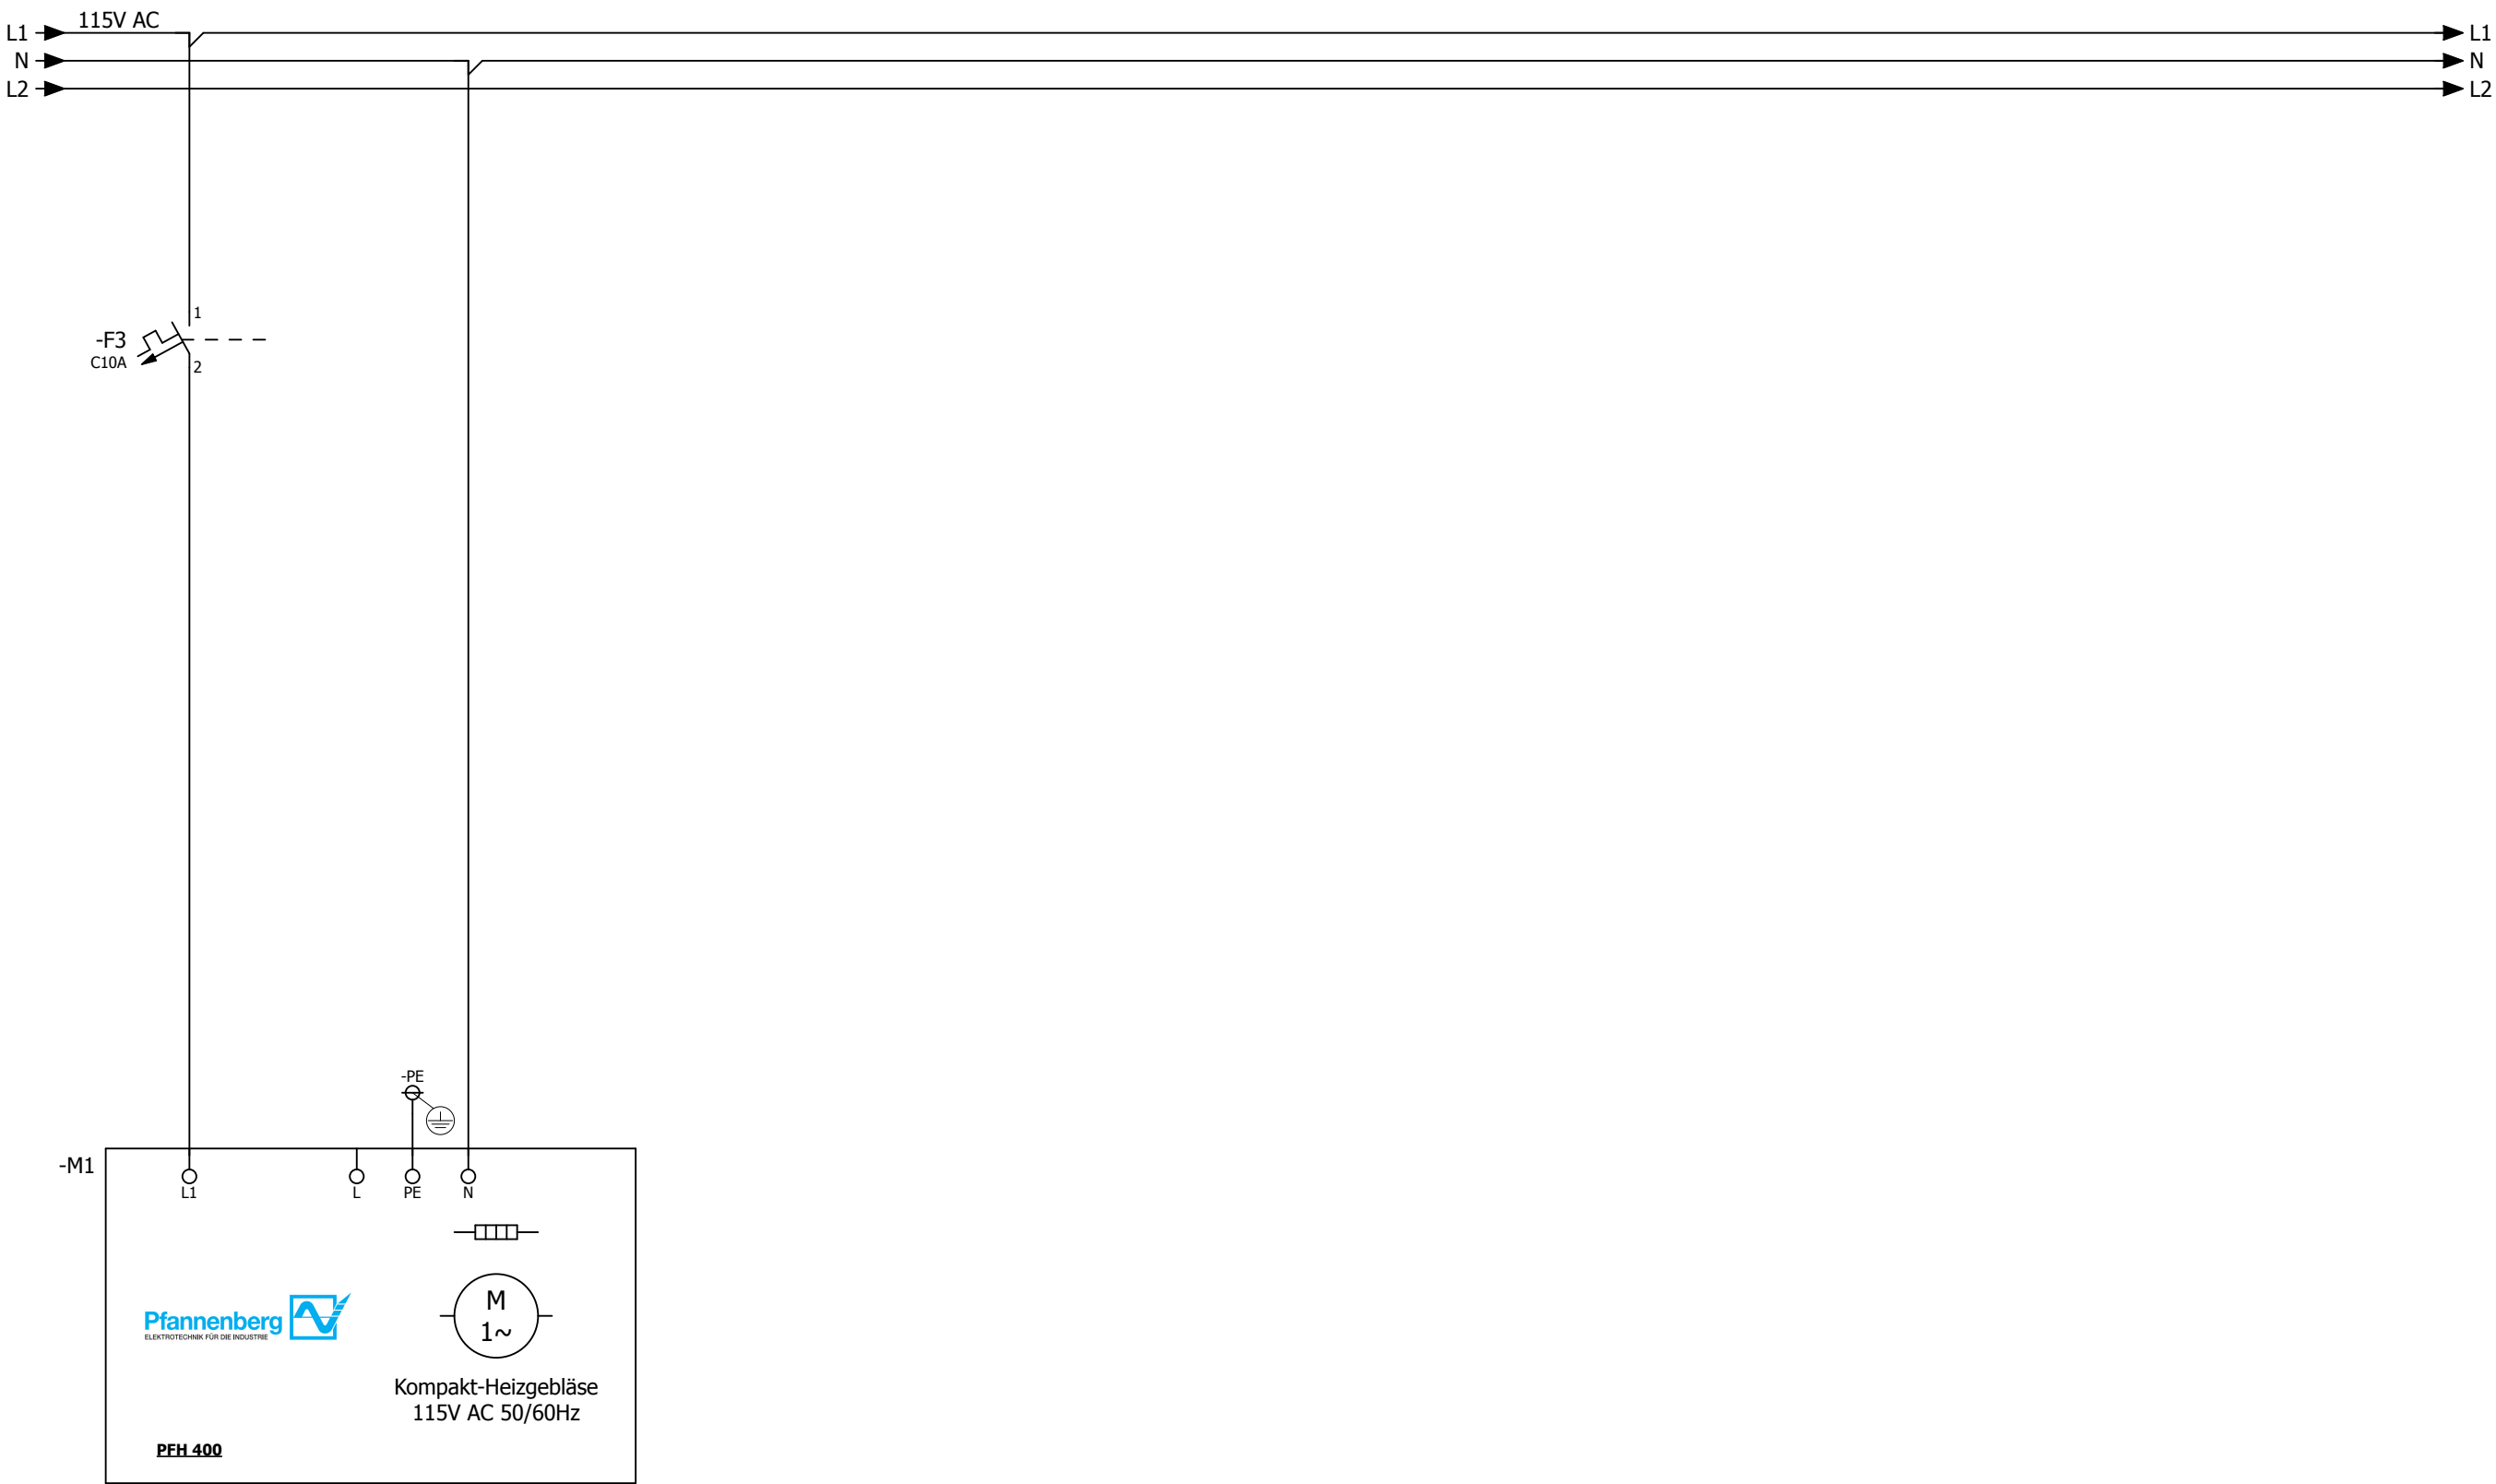 115V AC
L1
L1
N
N
L2
L2
1
-F3
C10A
2
-PE
-M1
L1
L
PE
N
M
1~
Pfannenberg
ELEKTROTECHNIK FÜR DIE INDUSTRIE
Kompakt-Heizgebläse
115V AC 50/60Hz
PFH 400